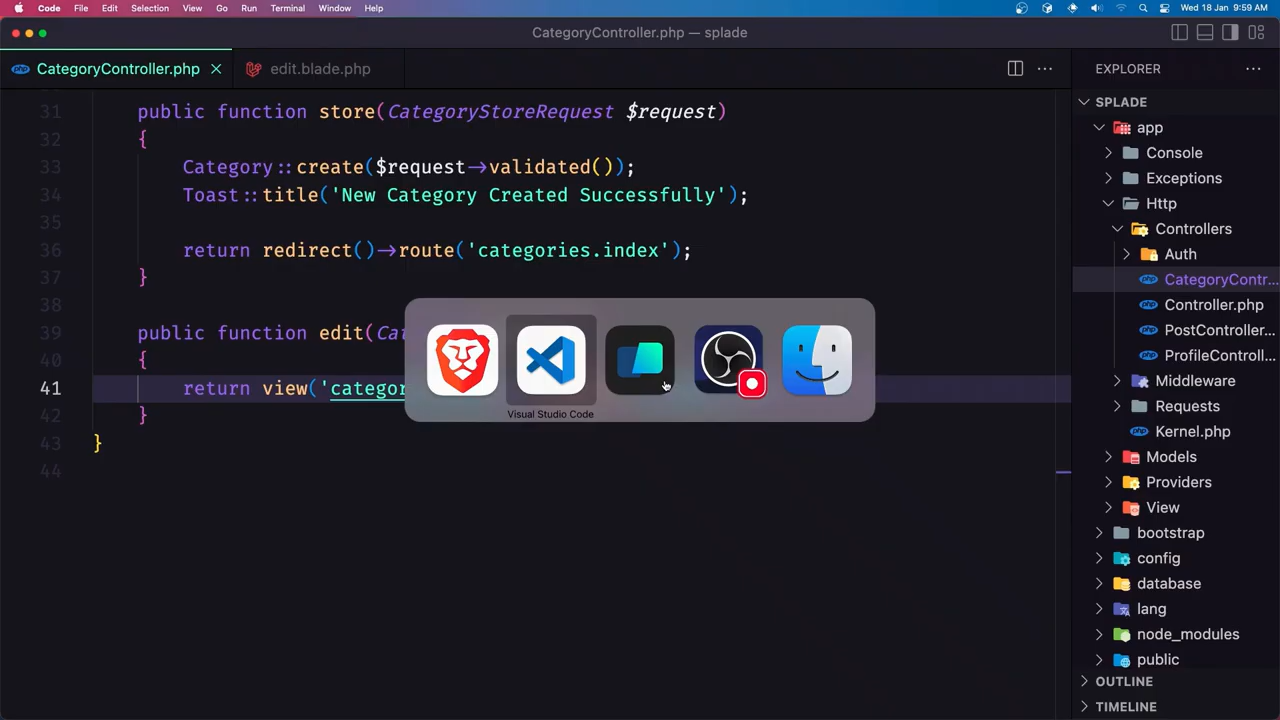 Code File Edit Selection View Go Run Terminal Window Help Wed 18 Jan 9:59 AM
CategoryController.php — splade
CategoryController.php edit.blade.php
EXPLORER
31 public function store(CategoryStoreRequest $request)
32 {
33 Category::create($request->validated());
34 Toast::title('New Category Created Successfully');
35
36 return redirect()->route('categories.index');
37 }
38
39 public function edit(
40 {
41 return view('categor
42 }
43 }
44
Visual Studio Code
SPLADE
app
Console
Exceptions
Http
Controllers
Auth
CategoryContr...
Controller.php
PostController...
ProfileControll...
Middleware
Requests
Kernel.php
Models
Providers
View
bootstrap
config
database
lang
node_modules
public
OUTLINE
TIMELINE